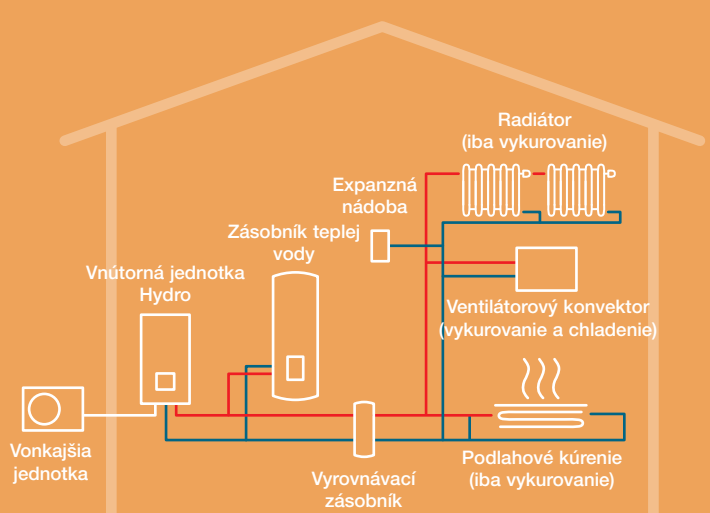 Radiátor
(iba vykurovanie)
Expanzná
nádoba
Zásobník teplej
vody
Vnútorná jednotka
Hydro
Ventilátorový konvektor
(vykurovanie a chladenie)
Vonkajšia
jednotka
Podlahové kúrenie
(iba vykurovanie)
Vyrovnávací
zásobník